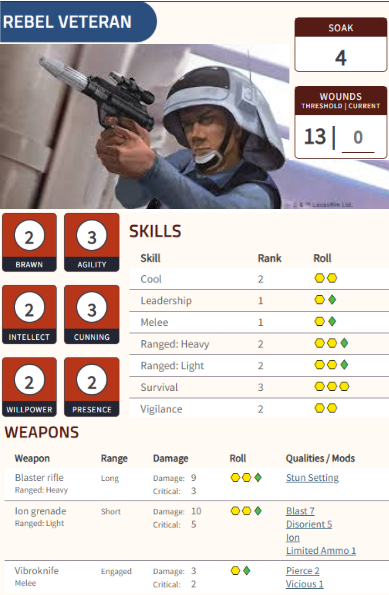 REBEL VETERAN
SOAK
4
WOUNDS
THRESHOLD | CURRENT
13 | 0
© & ™ Lucasfilm Ltd.
2 3
BRAWN AGILITY
2 3
INTELLECT CUNNING
2 2
WILLPOWER PRESENCE
SKILLS
Skill Rank Roll
Cool 2
Leadership 1
Melee 1
Ranged: Heavy 2
Ranged: Light 2
Survival 3
Vigilance 2
WEAPONS
Weapon Range Damage Roll Qualities / Mods
Blaster rifle Long Damage: 9 Stun Setting
Ranged: Heavy Critical: 3
Ion grenade Short Damage: 10 Blast 7
Ranged: Light Critical: 5 Disorient 5
Ion
Limited Ammo 1
Vibroknife Engaged Damage: 3 Pierce 2
Melee Critical: 2 Vicious 1